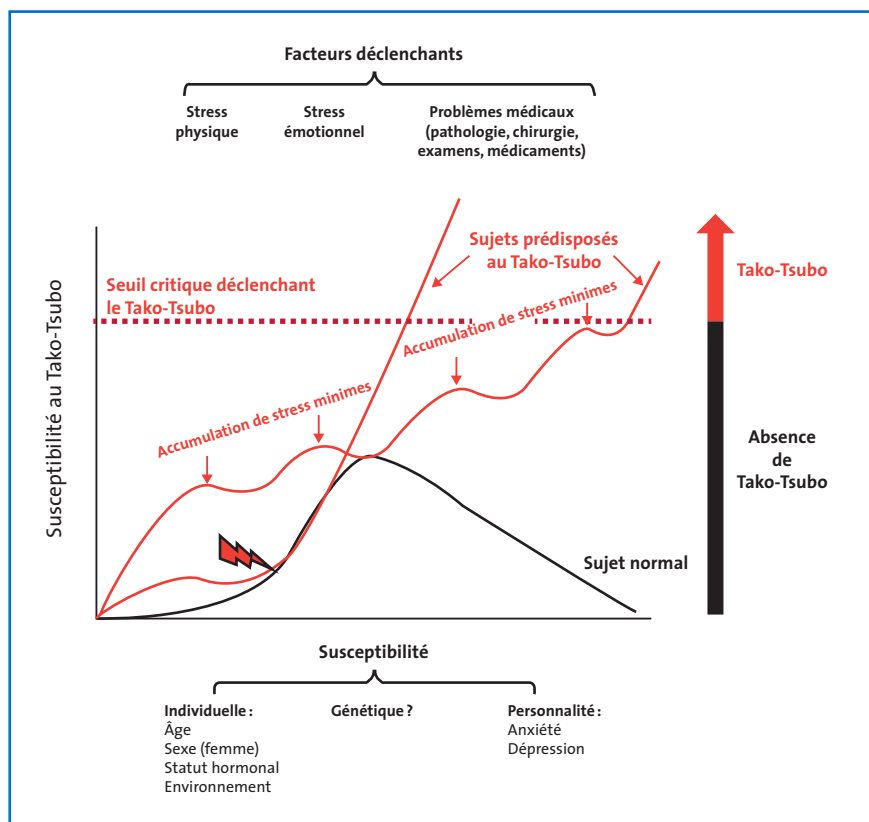 Facteurs déclenchants
Stress
physique
Stress
émotionnel
Problèmes médicaux
(pathologie, chirurgie,
examens, médicaments)
Susceptibilité au Tako-Tsubo
Seuil critique déclenchant
le Tako-Tsubo
Sujets prédisposés
au Tako-Tsubo
Accumulation de stress minimes
Accumulation de stress minimes
Sujet normal
Tako-Tsubo
Absence
de
Tako-Tsubo
Susceptibilité
Individuelle :
Âge
Sexe (femme)
Statut hormonal
Environnement
Génétique ?
Personnalité :
Anxiété
Dépression